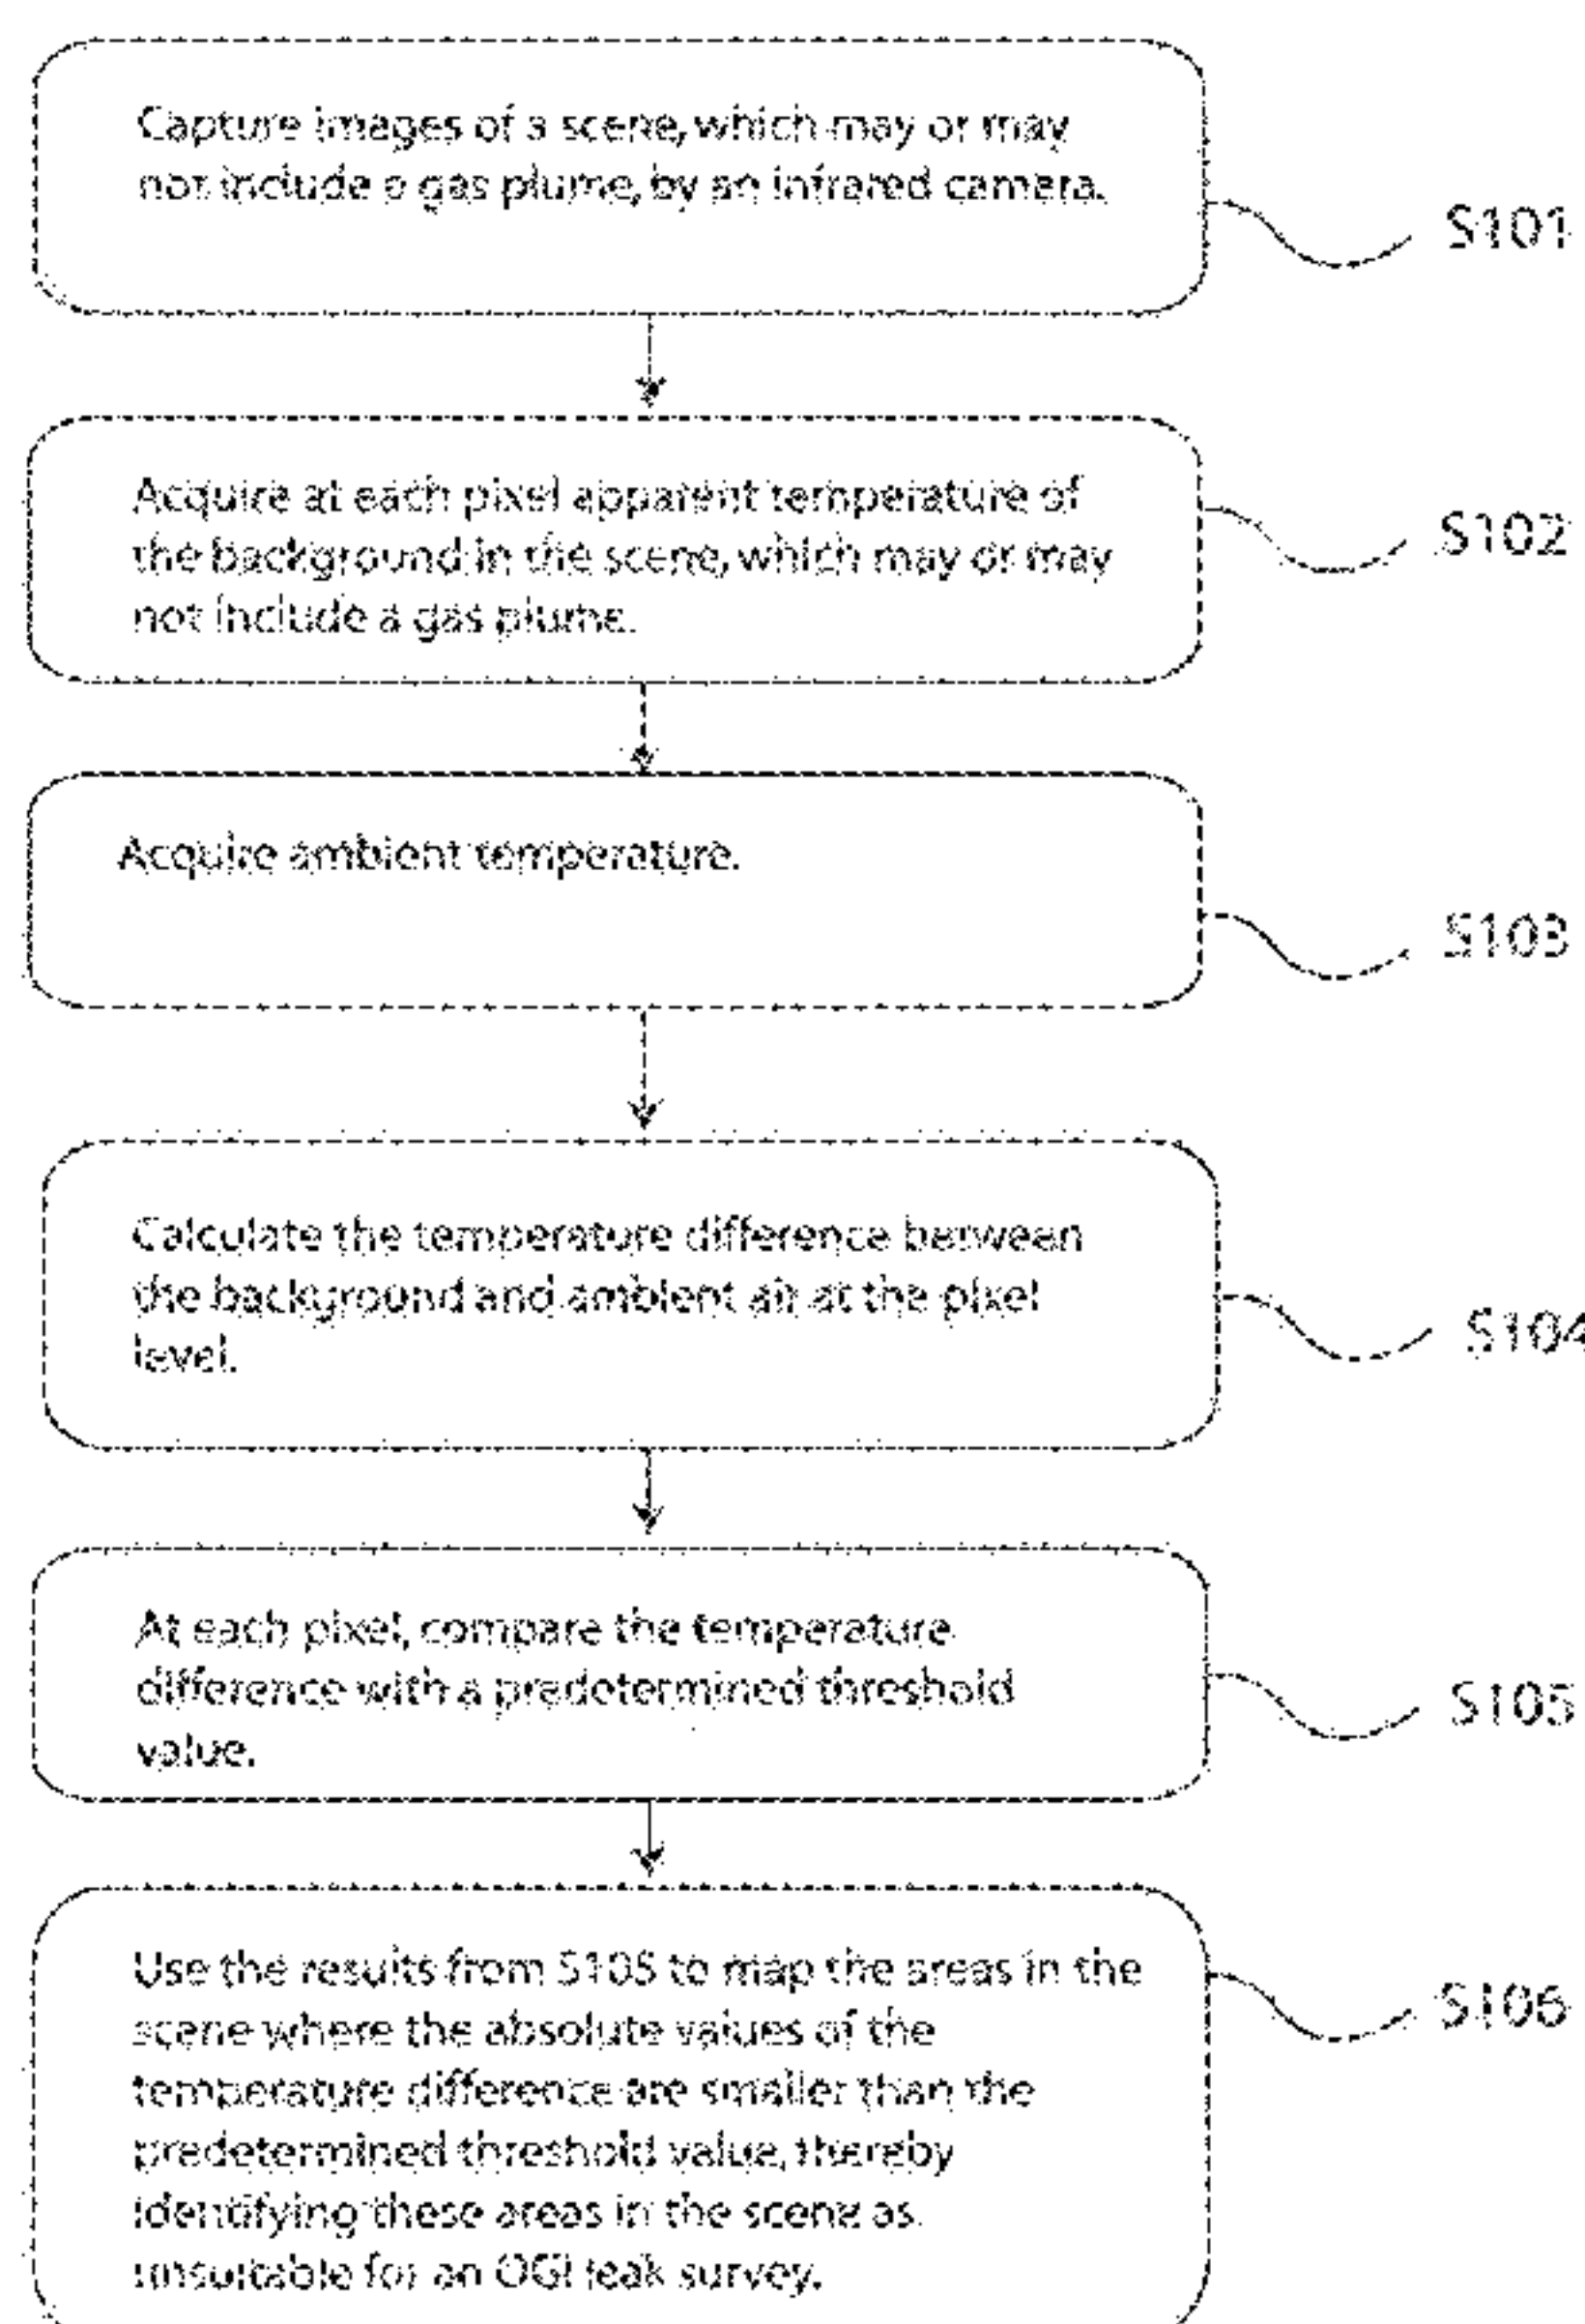 Capture images of a scene, which may or may
not include a gas plume, by an infrared camera.
S101
Acquire at each pixel apparent temperature of
the background in the scene, which may or may
not include a gas plume.
S102
Acquire ambient temperature.
S103
Calculate the temperature difference between
the background and ambient air at the pixel
level.
S104
At each pixel, compare the temperature
difference with a predetermined threshold
value.
S105
Use the results from S105 to map the areas in the
scene where the absolute values of the
temperature difference are smaller than the
predetermined threshold value, thereby
identifying these areas in the scene as
unsuitable for an OGI leak survey.
S106